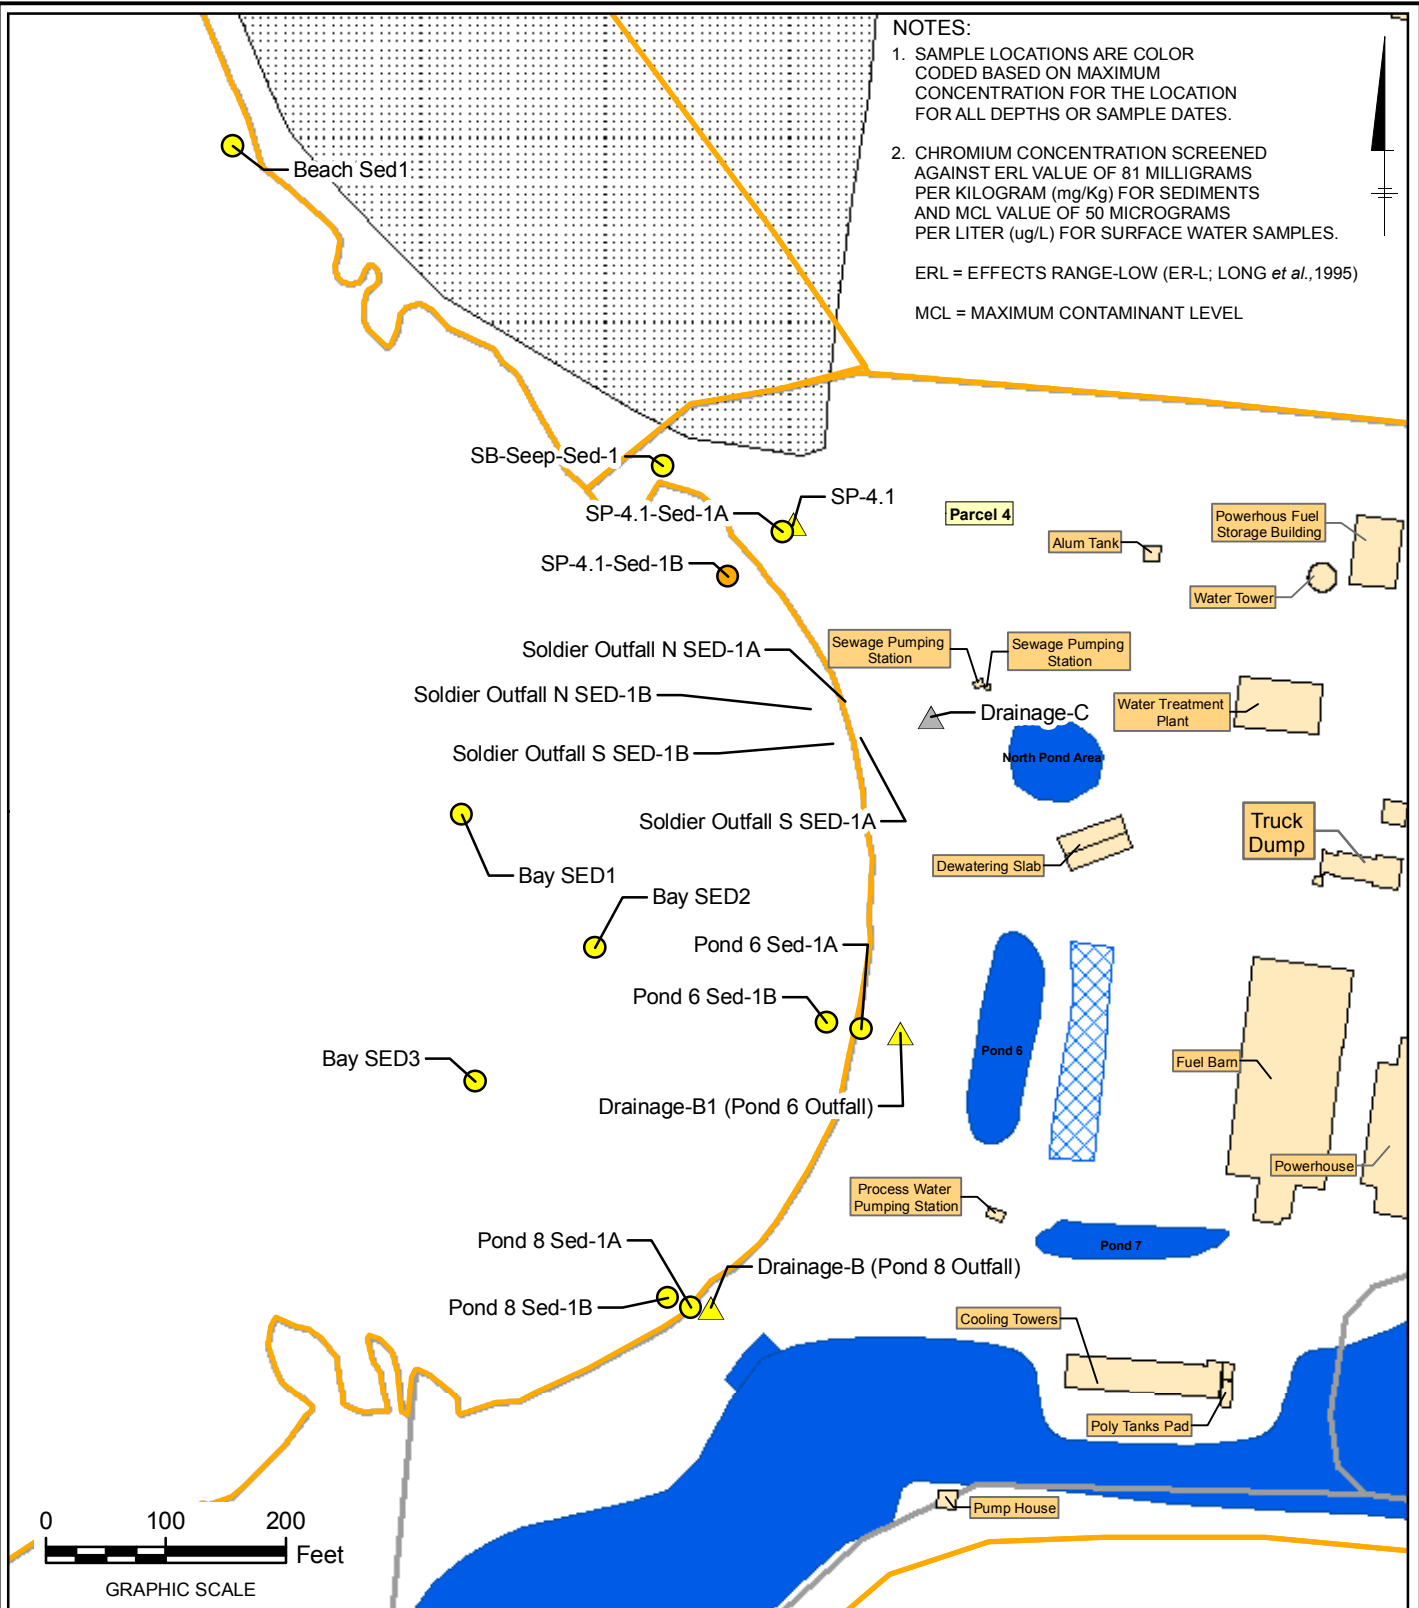 NOTES:
1. SAMPLE LOCATIONS ARE COLOR
CODED BASED ON MAXIMUM
CONCENTRATION FOR THE LOCATION
FOR ALL DEPTHS OR SAMPLE DATES.
2. CHROMIUM CONCENTRATION SCREENED
AGAINST ERL VALUE OF 81 MILLIGRAMS
PER KILOGRAM (mg/Kg) FOR SEDIMENTS
AND MCL VALUE OF 50 MICROGRAMS
PER LITER (ug/L) FOR SURFACE WATER SAMPLES.
ERL = EFFECTS RANGE-LOW (ER-L; LONG et al.,1995)
MCL = MAXIMUM CONTAMINANT LEVEL
Beach Sed1
SB-Seep-Sed-1
SP-4.1
SP-4.1-Sed-1A
Parcel 4
Powerhous Fuel
Storage Building
Alum Tank
SP-4.1-Sed-1B
Water Tower
Sewage Pumping
Station
Sewage Pumping
Station
Soldier Outfall N SED-1A
Soldier Outfall N SED-1B
Drainage-C
Water Treatment
Plant
Soldier Outfall S SED-1B
North Pond Area
Soldier Outfall S SED-1A
Truck
Dump
Dewatering Slab
Bay SED1
Bay SED2
Pond 6 Sed-1A
Pond 6 Sed-1B
Pond 6
Bay SED3
Fuel Barn
Drainage-B1 (Pond 6 Outfall)
Powerhouse
Process Water
Pumping Station
Pond 8 Sed-1A
Pond 7
Drainage-B (Pond 8 Outfall)
Pond 8 Sed-1B
Cooling Towers
Poly Tanks Pad
Pump House
0 100 200
Feet
GRAPHIC SCALE